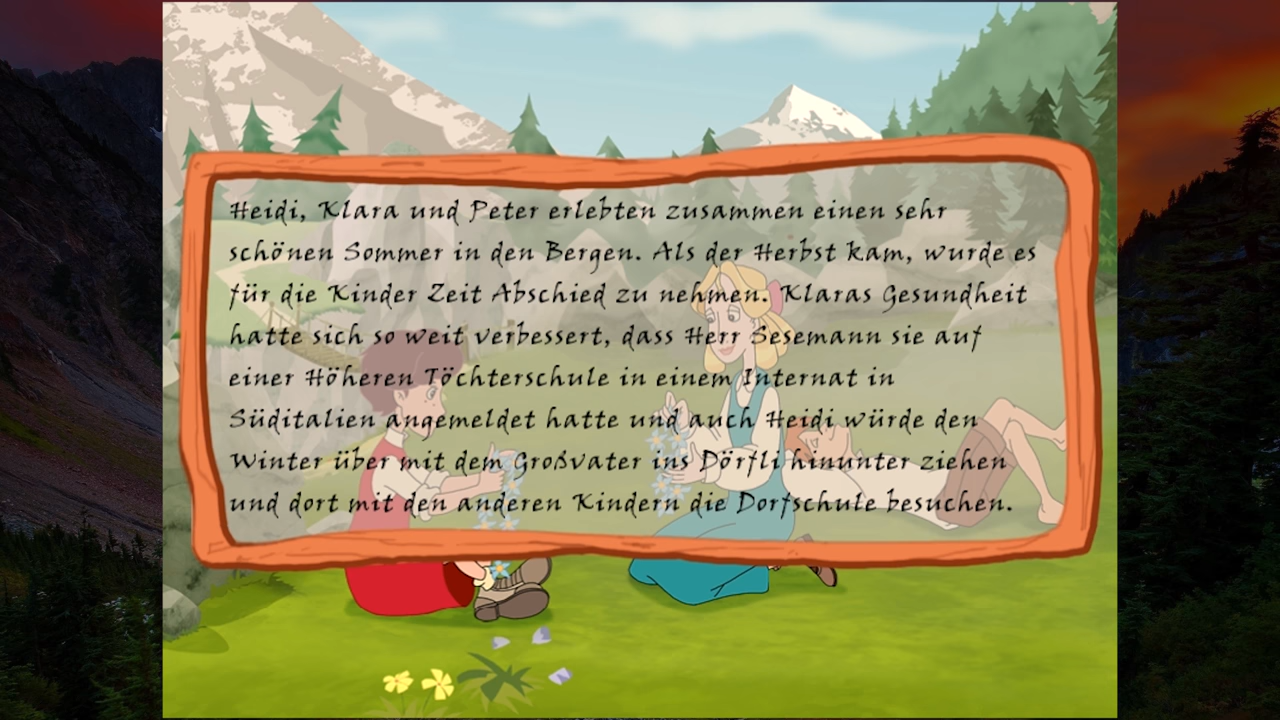 Heidi, Klara und Peter erlebten zusammen einen sehr
schönen Sommer in den Bergen. Als der Herbst kam, wurde es
für die Kinder Zeit Abschied zu nehmen. Klaras Gesundheit
hatte sich so weit verbessert, dass Herr Sesemann sie auf
einer Höheren Töchterschule in einem Internat in
Süditalien angemeldet hatte und auch Heidi würde den
Winter über mit dem Großvater ins Dörfli hinunter ziehen
und dort mit den anderen Kindern die Dorfschule besuchen.